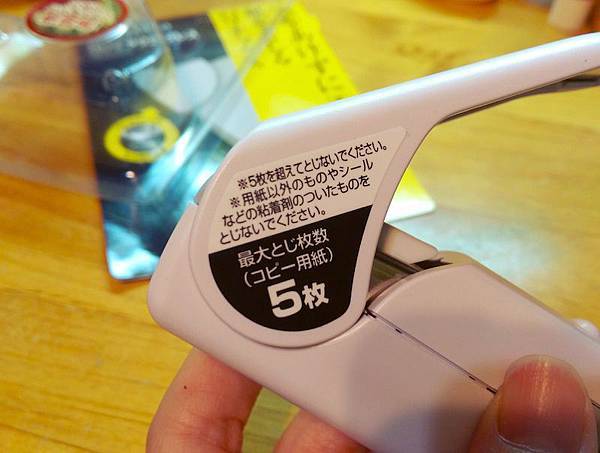 ※5枚を超えてとじないでください。
※用紙以外のものやシール
などの粘着剤のついたものを
とじないでください。
最大とじ枚数
(コピー用紙)
5枚